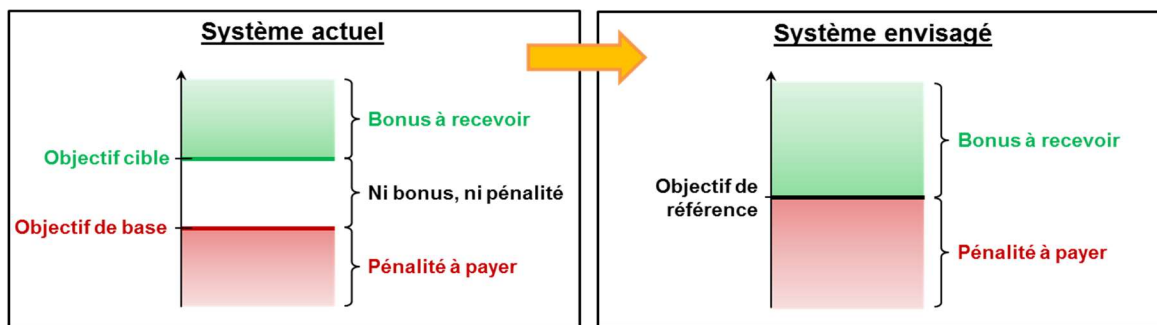 Système actuel
Bonus à recevoir
Objectif cible
Ni bonus, ni pénalité
Objectif de base
Pénalité à payer
Système envisagé
Bonus à recevoir
Objectif de
référence
Pénalité à payer